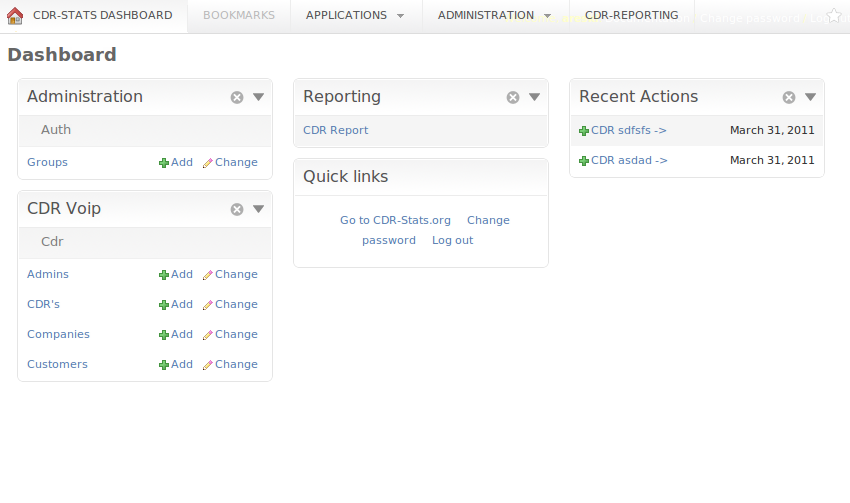 CDR-STATS DASHBOARD BOOKMARKS APPLICATIONS ADMINISTRATION CDR-REPORTING Change password
Dashboard
Administration
Auth
Groups Add Change
CDR Voip
Cdr
Admins Add Change
CDR's Add Change
Companies Add Change
Customers Add Change
Reporting
CDR Report
Quick links
Go to CDR-Stats.org Change
password Log out
Recent Actions
CDR sdfsfs -> March 31, 2011
CDR asdad -> March 31, 2011